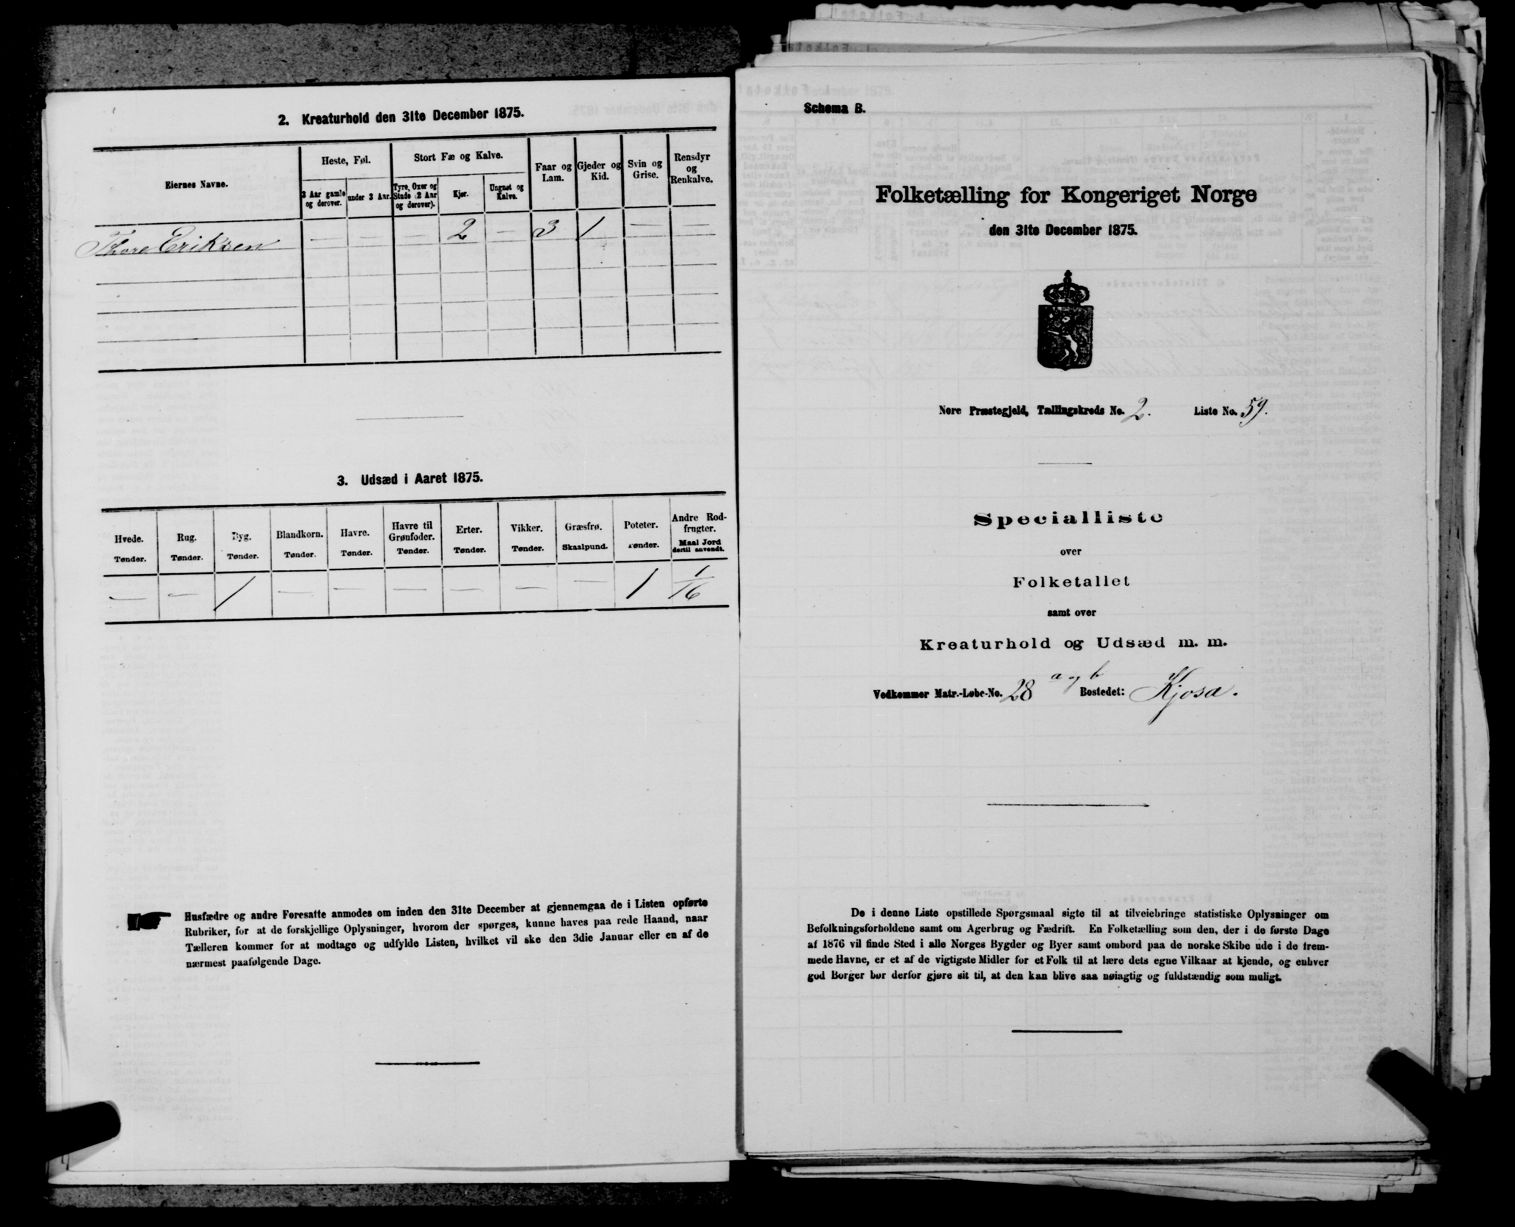 2. Kreaturhold den 31te December 1875.
Eiernes Navne. Heste, Føl. Stort Fæ og Kalve. Faar og Lam. Gjeder og Kid. Svin og Grise. Rensdyr og Renkalve.
3 Aar gamle og derover. under 3 Aar. Tyre, Oxer og Stude (2 Aar og derover). Kjør. Ungnøt og Kalve.
Thore Eriksen — — 2 — 3 1 — —
3. Udsæd i Aaret 1875.
Hvede. Rug. Byg. Blandkorn. Havre. Havre til Grønfoder. Erter. Vikker. Græsfrø. Poteter. Andre Rodfrugter.
Tønder. Tønder. Tønder. Tønder. Tønder. Tønder. Tønder. Tønder. Skaalpund. Tønder. Maal Jord dertil anvendt.
— — 1 — — — — — — 1 1/16
Husfædre og andre Foresatte anmodes om inden den 31te December at gjennemgaa de i Listen opførte
Rubriker, for at de forskjellige Oplysninger, hvorom der spørges, kunne haves paa rede Haand, naar
Tælleren kommer for at modtage og udfylde Listen, hvilket vil ske den 3die Januar eller en af de
nærmest paafølgende Dage.
Schema B.
Folketælling for Kongeriget Norge
den 31te December 1875.
Nore Præstegjeld, Tællingskreds No. 2. Liste No. 59.
Specialliste
over
Folketallet
samt over
Kreaturhold og Udsæd m. m.
Vedkommer Matr.-Løbe-No. 28 a og b Bostedet: Kjosa.
De i denne Liste opstillede Spørgsmaal sigte til at tilveiebringe statistiske Oplysninger om
Befolkningsforholdene samt om Agerbrug og Fædrift. En Folketælling som den, der i de første Dage
af 1876 vil finde Sted i alle Norges Bygder og Byer samt ombord paa de norske Skibe ude i de frem-
mede Havne, er et af de vigtigste Midler for et Folk til at lære dets egne Vilkaar at kjende, og enhver
god Borger bør derfor gjøre sit til, at den kan blive saa nøiagtig og fuldstændig som muligt.